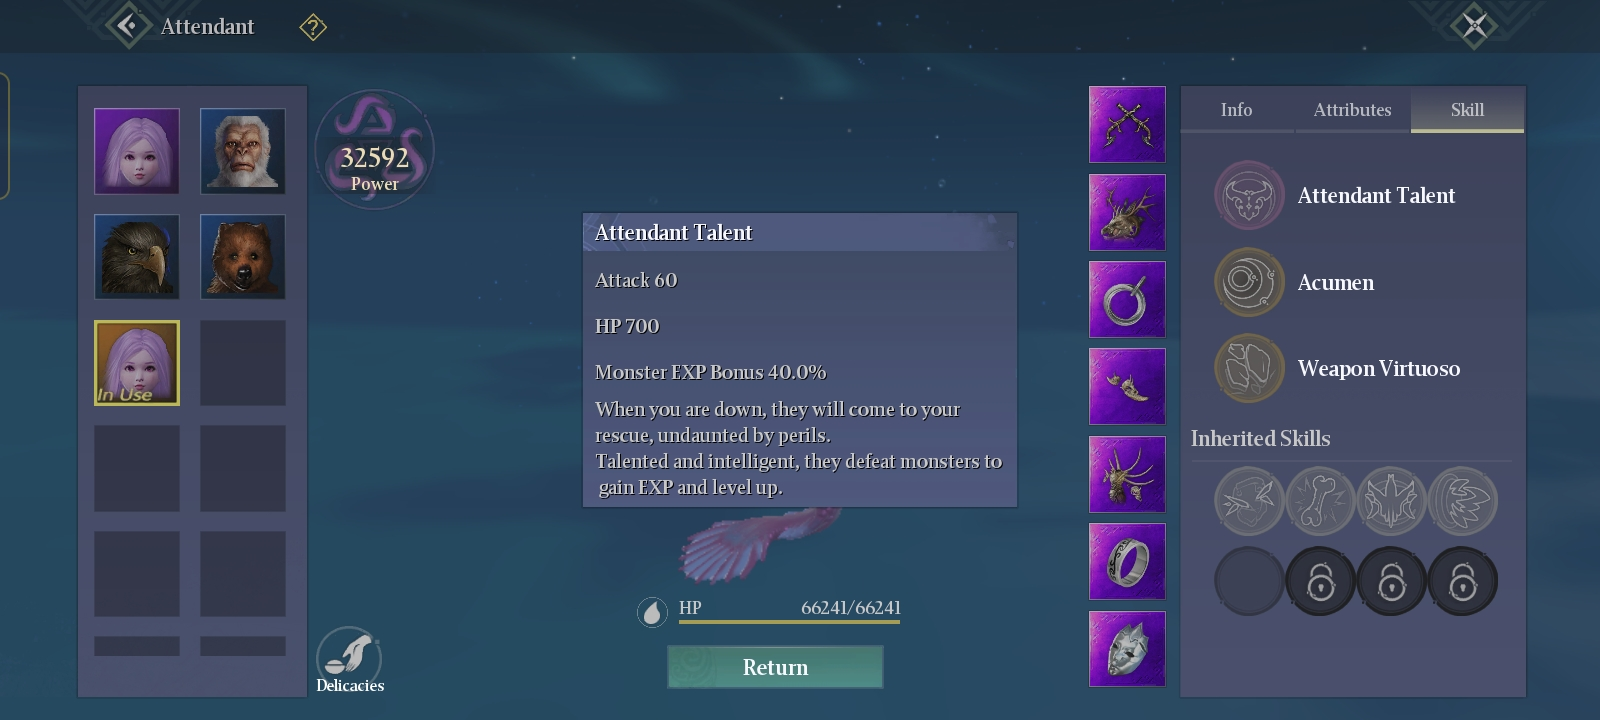 Attendant
?
32592
Power
In Use
Delicacies
Attendant Talent
Attack 60
HP 700
Monster EXP Bonus 40.0%
When you are down, they will come to your
rescue, undaunted by perils.
Talented and intelligent, they defeat monsters to
gain EXP and level up.
HP 66241/66241
Return
Info Attributes Skill
Attendant Talent
Acumen
Weapon Virtuoso
Inherited Skills